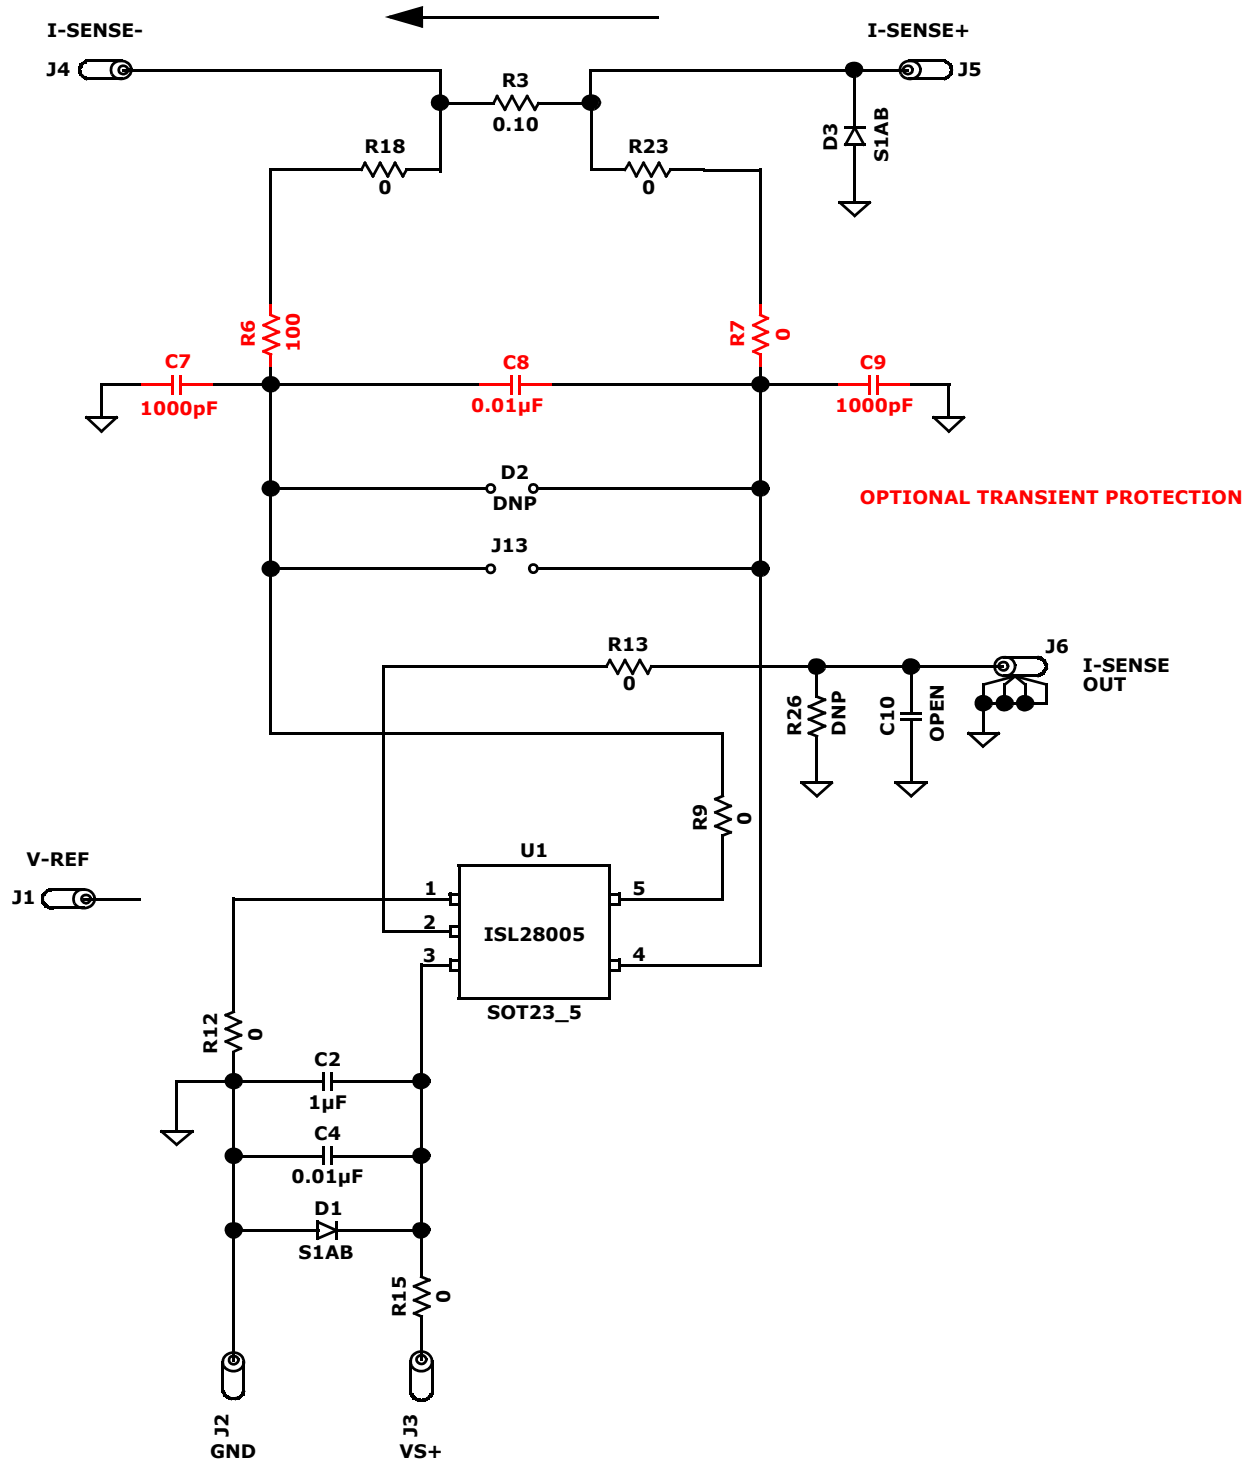 I-SENSE-
I-SENSE+
J4
J5
R3
0.10
R18
0
R23
0
D3
S1AB
R6
100
R7
0
C7
1000pF
C8
0.01µF
C9
1000pF
D2
DNP
OPTIONAL TRANSIENT PROTECTION
J13
R13
0
J6
I-SENSE
OUT
R26
DNP
C10
OPEN
R9
0
V-REF
J1
U1
1
2
3
5
4
ISL28005
SOT23_5
R12
0
C2
1µF
C4
0.01µF
D1
S1AB
R15
0
J2
GND
J3
VS+